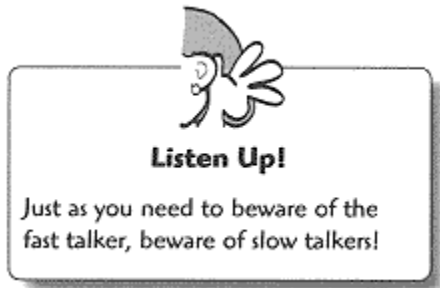 Listen Up!
Just as you need to beware of the
fast talker, beware of slow talkers!